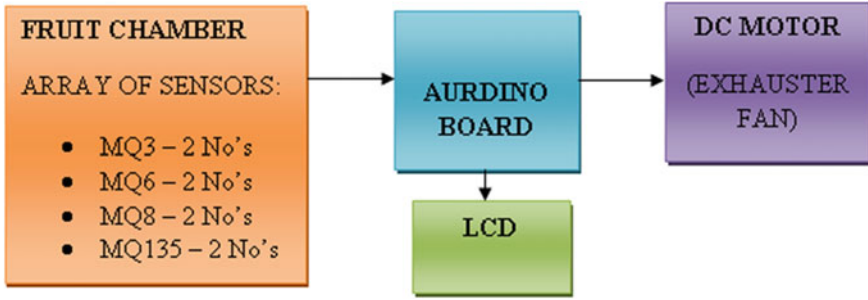 FRUIT CHAMBER
ARRAY OF SENSORS:
• MQ3 – 2 No's
• MQ6 – 2 No's
• MQ8 – 2 No's
• MQ135 – 2 No's
AURDINO
BOARD
LCD
DC MOTOR
(EXHAUSTER
FAN)